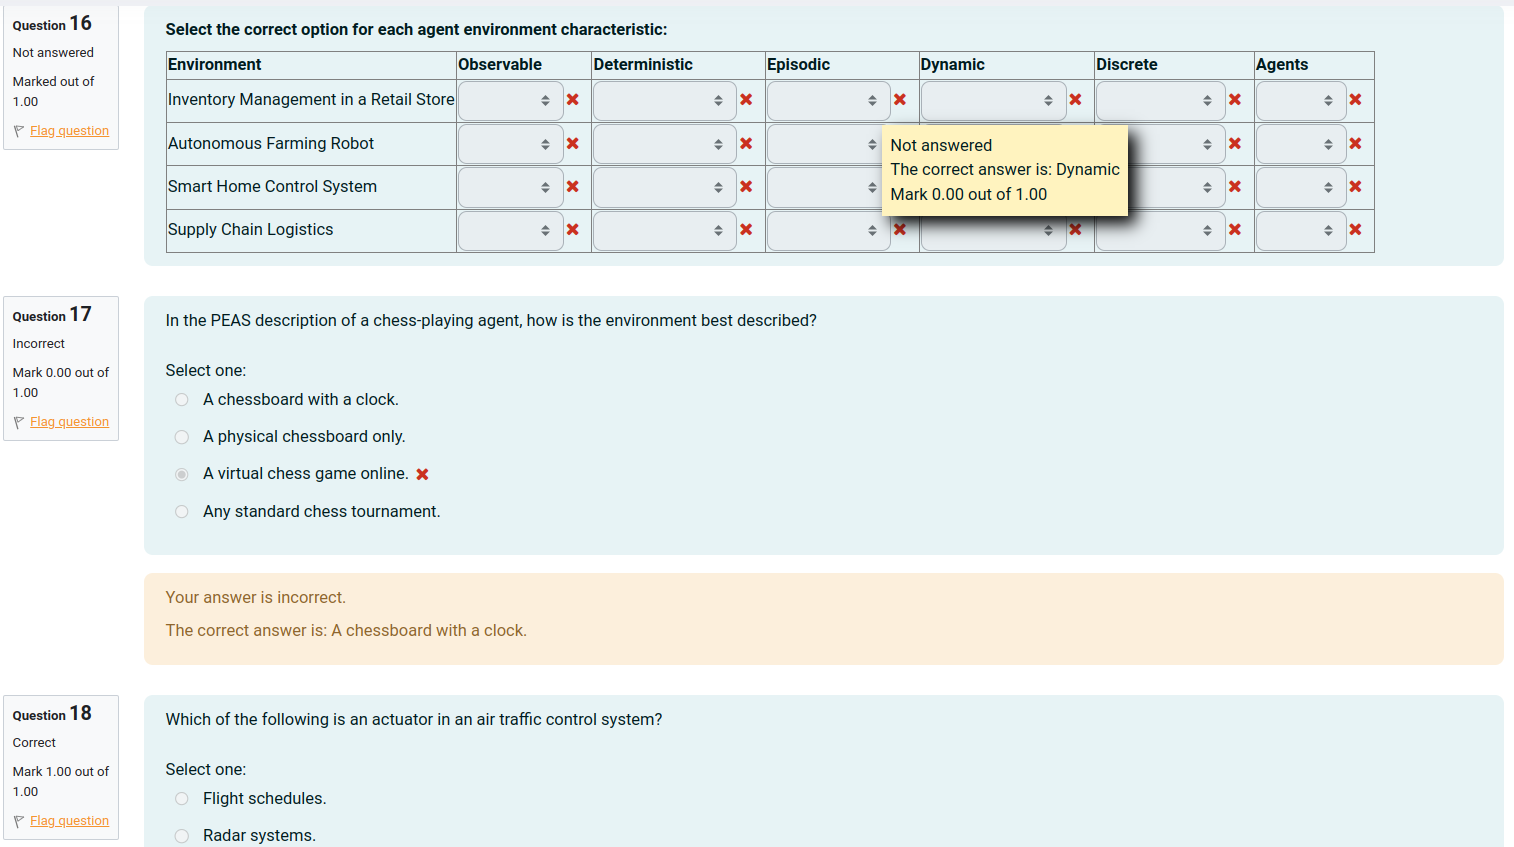 Question 16
Not answered
Marked out of
1.00
Flag question
Select the correct option for each agent environment characteristic:
Environment Observable Deterministic Episodic Dynamic Discrete Agents
Inventory Management in a Retail Store
Autonomous Farming Robot
Smart Home Control System
Supply Chain Logistics
Not answered
The correct answer is: Dynamic
Mark 0.00 out of 1.00
Question 17
Incorrect
Mark 0.00 out of
1.00
Flag question
In the PEAS description of a chess-playing agent, how is the environment best described?
Select one:
A chessboard with a clock.
A physical chessboard only.
A virtual chess game online.
Any standard chess tournament.
Your answer is incorrect.
The correct answer is: A chessboard with a clock.
Question 18
Correct
Mark 1.00 out of
1.00
Flag question
Which of the following is an actuator in an air traffic control system?
Select one:
Flight schedules.
Radar systems.